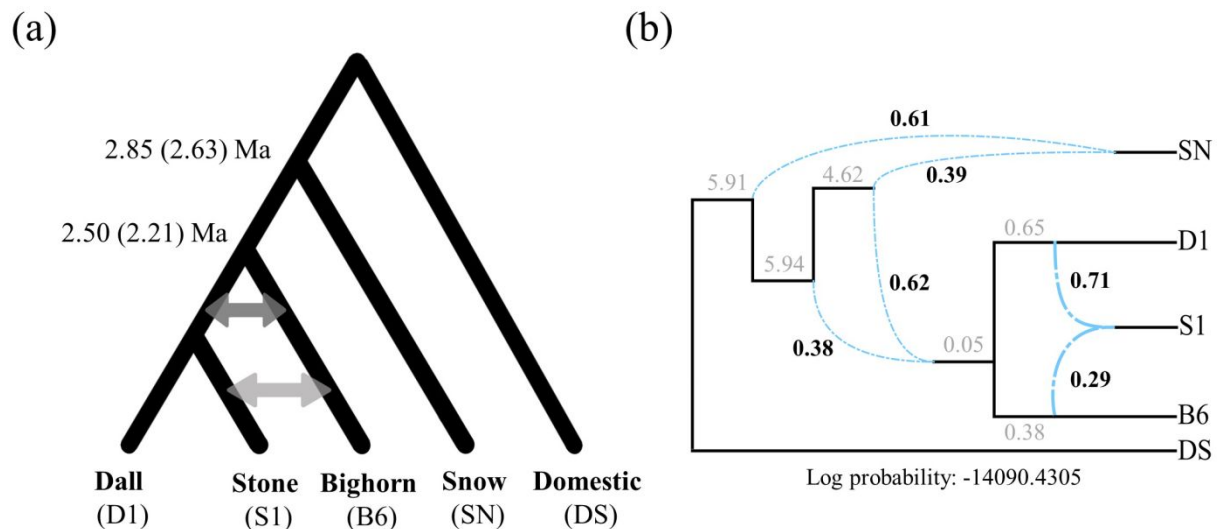 (a)
2.85 (2.63) Ma
2.50 (2.21) Ma
Dall Stone Bighorn Snow Domestic
(D1) (S1) (B6) (SN) (DS)
(b)
0.61
SN
5.91 4.62 0.39
0.65
D1
5.94
0.62 0.71
0.38 0.05 S1
0.29
B6
0.38
DS
Log probability: -14090.4305